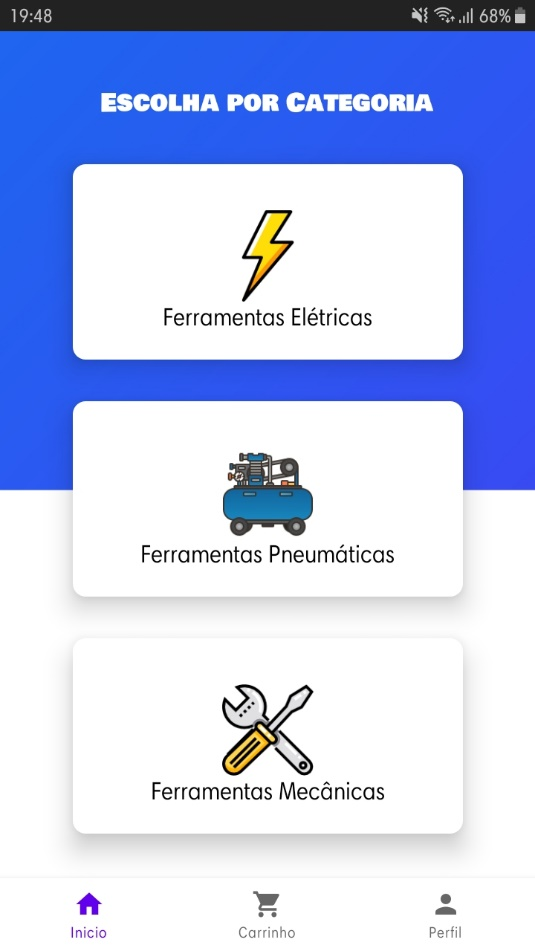 19:48 68%
Escolha por Categoria
Ferramentas Elétricas
Ferramentas Pneumáticas
Ferramentas Mecânicas
Inicio Carrinho Perfil